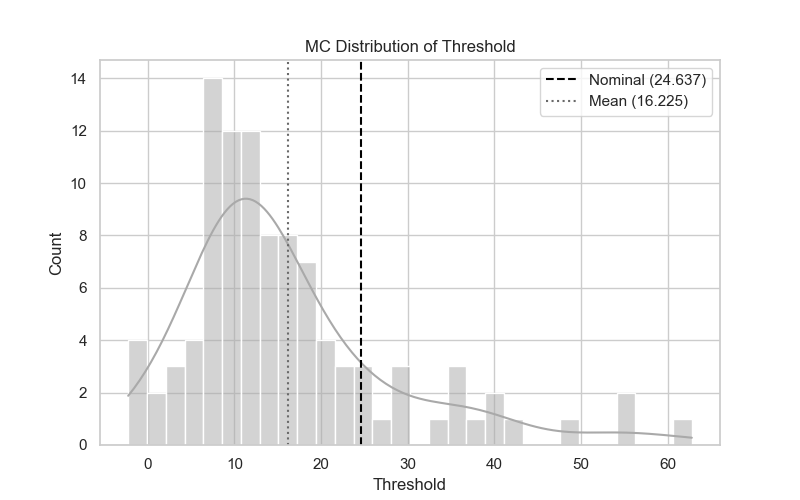 MC Distribution of Threshold
Nominal (24.637)
Mean (16.225)
Count
14
12
10
8
6
4
2
0
0 10 20 30 40 50 60
Threshold